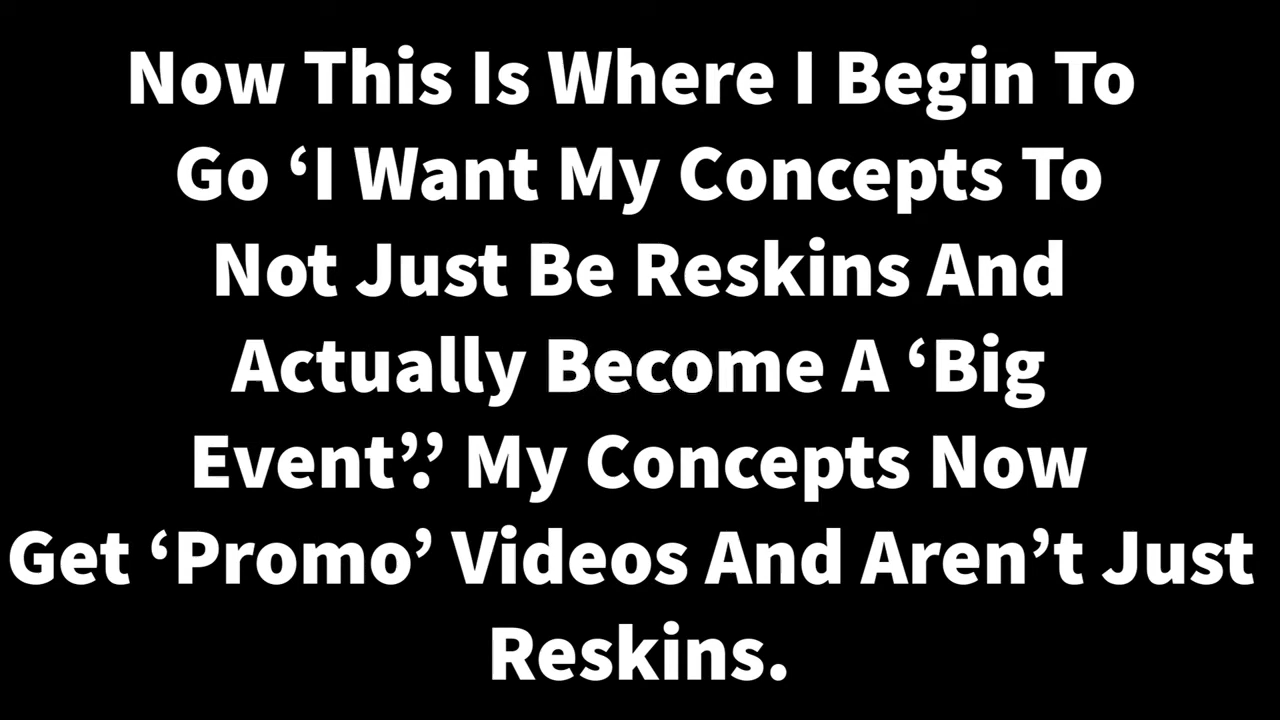 Now This Is Where I Begin To
Go ‘I Want My Concepts To
Not Just Be Reskins And
Actually Become A ‘Big
Event’.’ My Concepts Now
Get ‘Promo’ Videos And Aren’t Just
Reskins.